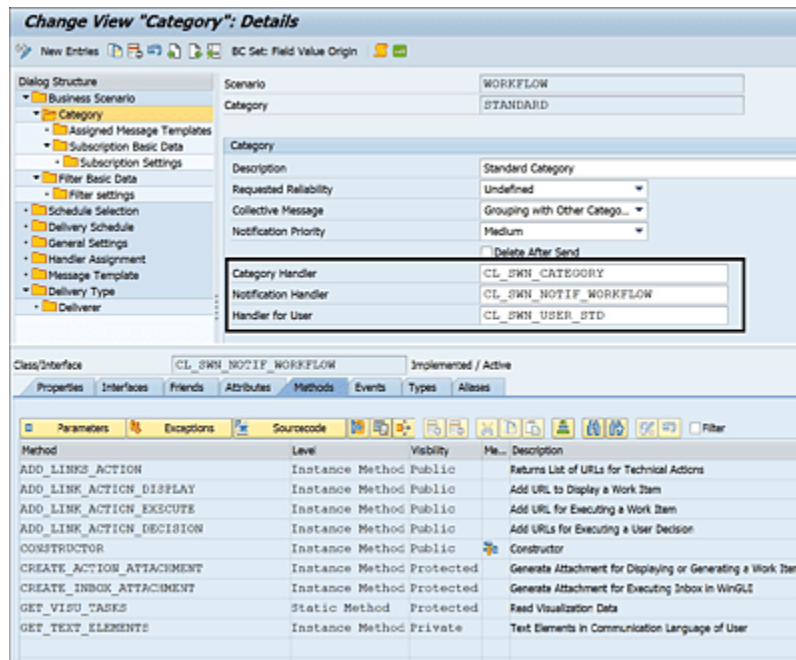 Change View "Category": Details
New Entries BC Set: Field Value Origin
Dialog Structure
Business Scenario
Category
Assigned Message Templates
Subscription Basic Data
Subscription Settings
Filter Basic Data
Filter settings
Schedule Selection
Delivery Schedule
General Settings
Handler Assignment
Message Template
Delivery Type
Deliverer
Scenario WORKFLOW
Category STANDARD
Category
Description Standard Category
Requested Reliability Undefined
Collective Message Grouping with Other Catego...
Notification Priority Medium
Delete After Send
Category Handler CL_SWN_CATEGORY
Notification Handler CL_SWN_NOTIF_WORKFLOW
Handler for User CL_SWN_USER_STD
Class/Interface CL_SWN_NOTIF_WORKFLOW Implemented / Active
Properties Interfaces Friends Attributes Methods Events Types Aliases
Parameters Exceptions Sourcecode Filter
Method Level Visibility Me... Description
ADD_LINKS_ACTION Instance Method Public Returns List of URLs for Technical Actions
ADD_LINK_ACTION_DISPLAY Instance Method Public Add URL to Display a Work Item
ADD_LINK_ACTION_EXECUTE Instance Method Public Add URL for Executing a Work Item
ADD_LINK_ACTION_DECISION Instance Method Public Add URLs for Executing a User Decision
CONSTRUCTOR Instance Method Public Constructor
CREATE_ACTION_ATTACHMENT Instance Method Protected Generate Attachment for Displaying or Generating a Work Iter
CREATE_INBOX_ATTACHMENT Instance Method Protected Generate Attachment for Executing Inbox in WinGUI
GET_VISU_TASKS Static Method Protected Read Visualization Data
GET_TEXT_ELEMENTS Instance Method Private Text Elements in Communication Language of User